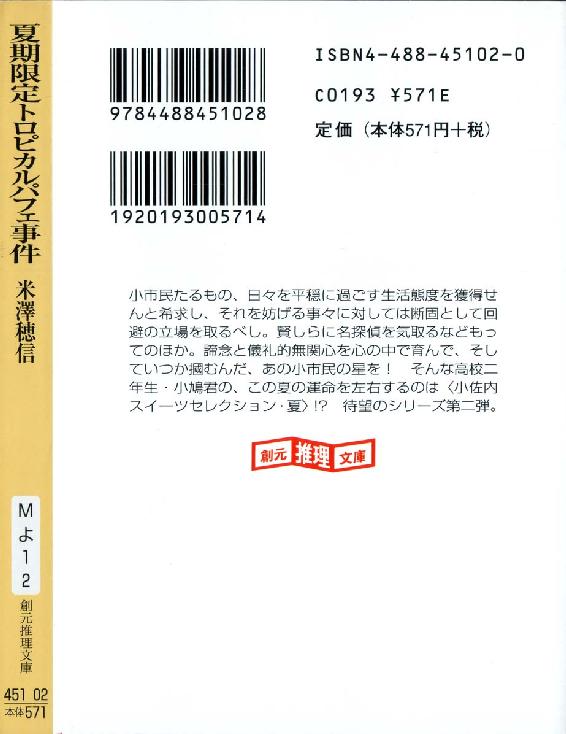 夏期限定トロピカルパフェ事件
米澤穂信
Mよ12
創元推理文庫
451 02
本体571
9784488451028
1920193005714
ISBN4-488-45102-0
C0193 ¥571E
定価（本体571円+税）
小市民たるもの、日々を平穏に過ごす生活態度を獲得せ
んと希求し、それを妨げる事々に対しては断固として回
避の立場を取るべし。賢しらに名探偵を気取るなどもっ
てのほか。諦念と儀礼的無関心を心の中で育んで、そし
ていつか摑むんだ、あの小市民の星を！　そんな高校二
年生・小鳩君の、この夏の運命を左右するのは〈小佐内
スイーツセレクション・夏〉!?　待望のシリーズ第二弾。
創元推理文庫